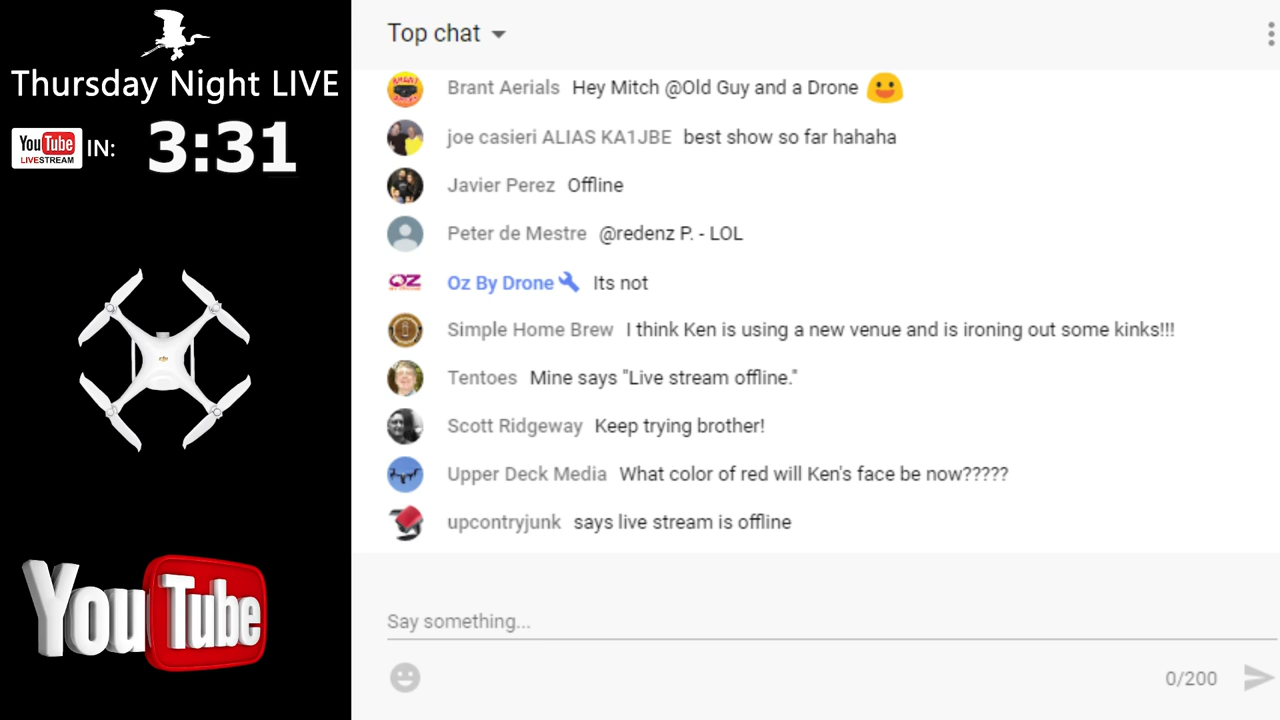 Thursday Night LIVE
YouTube
LIVESTREAM
IN: 3:31
YouTube
Top chat
Brant Aerials Hey Mitch @Old Guy and a Drone
joe casieri ALIAS KA1JBE best show so far hahaha
Javier Perez Offline
Peter de Mestre @redenz P. - LOL
OZ
Oz By Drone Its not
Simple Home Brew I think Ken is using a new venue and is ironing out some kinks!!!
Tentoes Mine says "Live stream offline."
Scott Ridgeway Keep trying brother!
Upper Deck Media What color of red will Ken's face be now?????
upcontryjunk says live stream is offline
Say something...
0/200